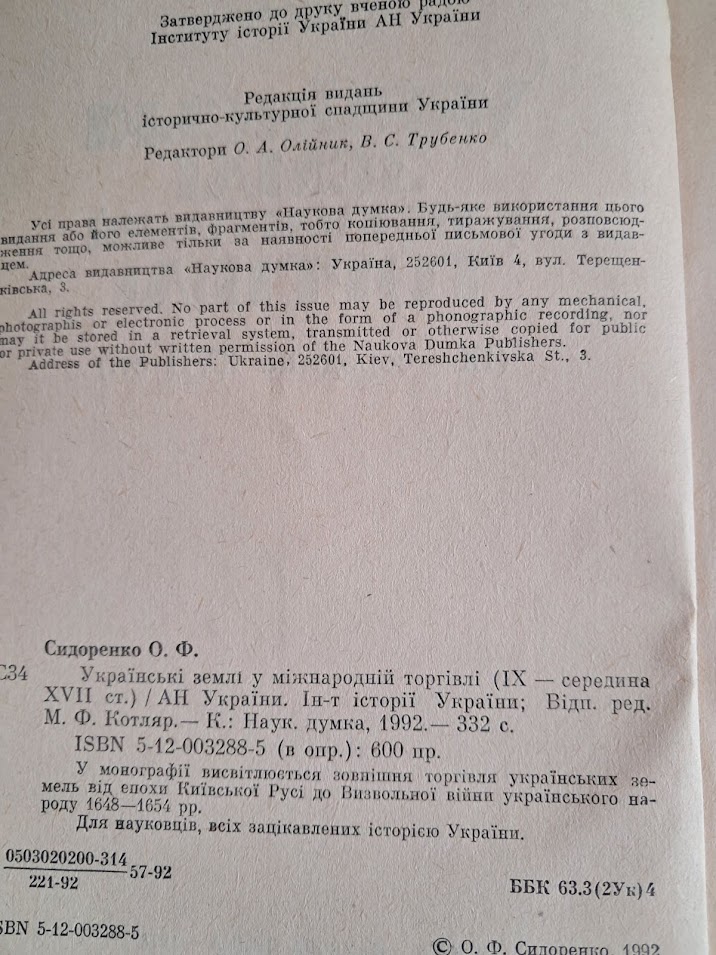 Затверджено до друку вченою радою
Інституту історії України АН України
Редакція видань
історично-культурної спадщини України
Редактори О. А. Олійник, В. С. Трубенко
Усі права належать видавництву «Наукова думка». Будь-яке використання цього
видання або його елементів, фрагментів, тобто копіювання, тиражування, розповсюд-
ження тощо, можливе тільки за наявності попередньої письмової угоди з видав-
цем.
Адреса видавництва «Наукова думка»: Україна, 252601, Київ 4, вул. Терещен-
ківська, 3.
All rights reserved. No part of this issue may be reproduced by any mechanical,
photographis or electronic process or in the form of a phonographic recording, nor
may it be stored in a retrieval system, transmitted or otherwise copied for public
or private use without written permission of the Naukova Dumka Publishers.
Address of the Publishers: Ukraine, 252601, Kiev, Tereshchenkivska St., 3.
Сидоренко О. Ф.
С34 Українські землі у міжнародній торгівлі (IX — середина
XVII ст.) / АН України. Ін-т історії України; Відп. ред.
М. Ф. Котляр.— К.: Наук. думка, 1992.— 332 с.
ISBN 5-12-003288-5 (в опр.): 600 пр.
У монографії висвітлюється зовнішня торгівля українських зе-
мель від епохи Київської Русі до Визвольної війни українського на-
роду 1648—1654 рр.
Для науковців, всіх зацікавлених історією України.
0503020200-314
221-92
57-92
ББК 63.3(2Ук)4
ISBN 5-12-003288-5
© О. Ф. Сидоренко, 1992